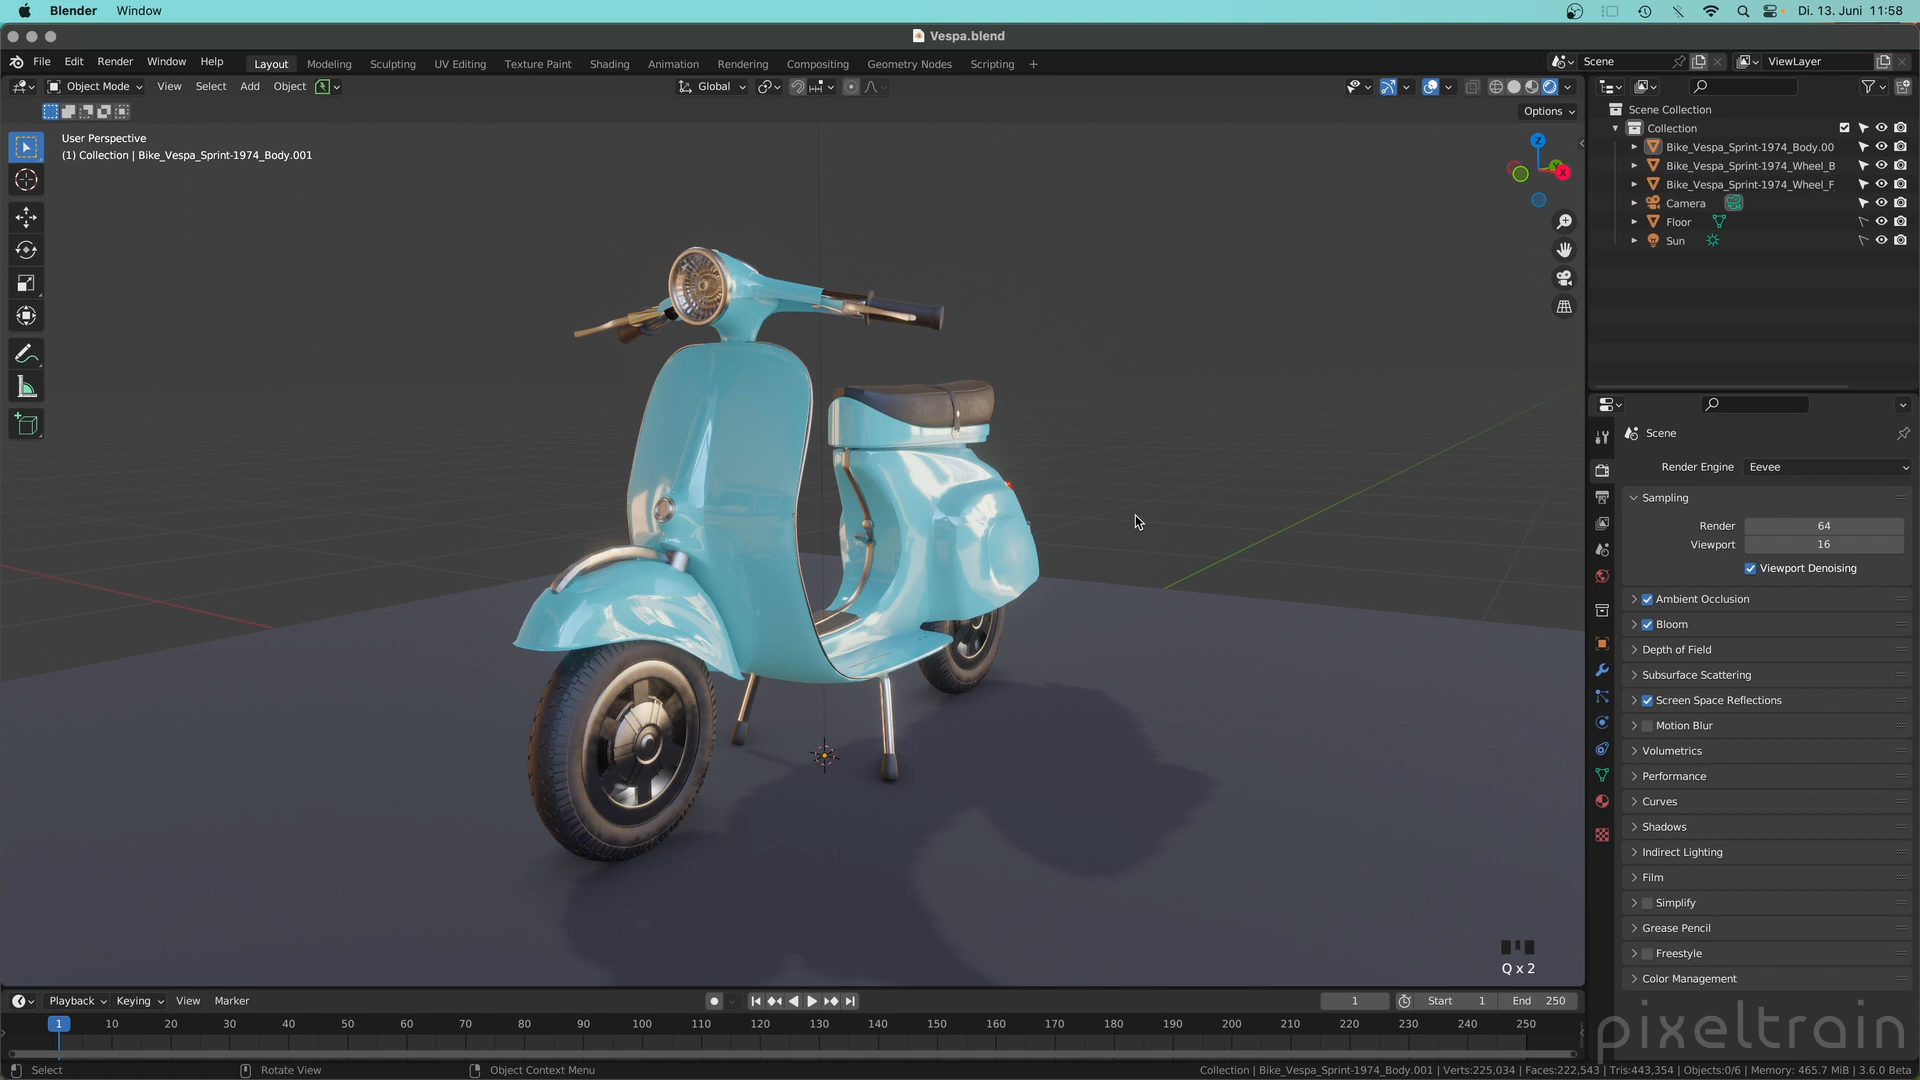 Blender Window Di. 13. Juni 11:58
Vespa.blend
File Edit Render Window Help Layout Modeling Sculpting UV Editing Texture Paint Shading Animation Rendering Compositing Geometry Nodes Scripting + Scene ViewLayer
Object Mode View Select Add Object Global
Options
User Perspective
(1) Collection | Bike_Vespa_Sprint-1974_Body.001
Z
Y
X
Scene Collection
Collection
Bike_Vespa_Sprint-1974_Body.00
Bike_Vespa_Sprint-1974_Wheel_B
Bike_Vespa_Sprint-1974_Wheel_F
Camera
Floor
Sun
Scene
Render Engine Eevee
Sampling
Render 64
Viewport 16
Viewport Denoising
Ambient Occlusion
Bloom
Depth of Field
Subsurface Scattering
Screen Space Reflections
Motion Blur
Volumetrics
Performance
Curves
Shadows
Indirect Lighting
Film
Simplify
Grease Pencil
Freestyle
Color Management
Q x 2
Playback Keying View Marker 1 Start 1 End 250
1 10 20 30 40 50 60 70 80 90 100 110 120 130 140 150 160 170 180 190 200 210 220 230 240 250
pixeltrain
Select Rotate View Object Context Menu Collection | Bike_Vespa_Sprint-1974_Body.001 | Verts:225,034 | Faces:222,543 | Tris:443,354 | Objects:0/6 | Memory: 465.7 MiB | 3.6.0 Beta